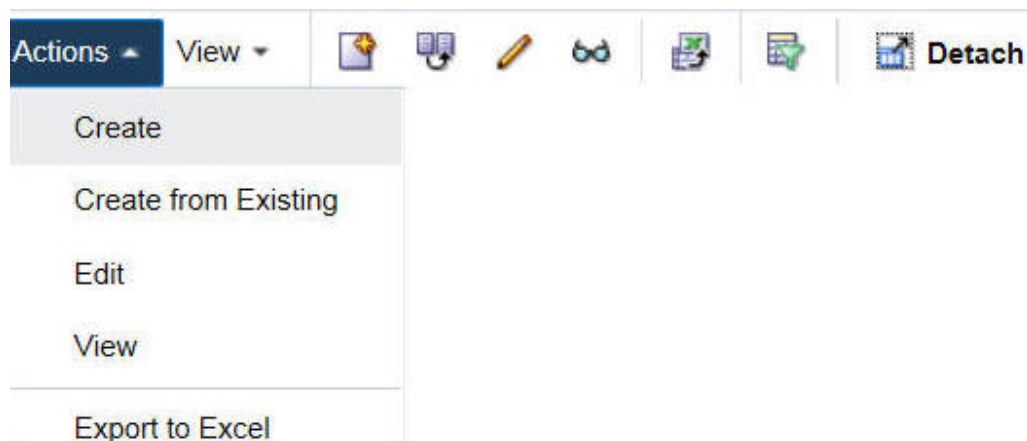 Actions View Detach
Create
Create from Existing
Edit
View
Export to Excel